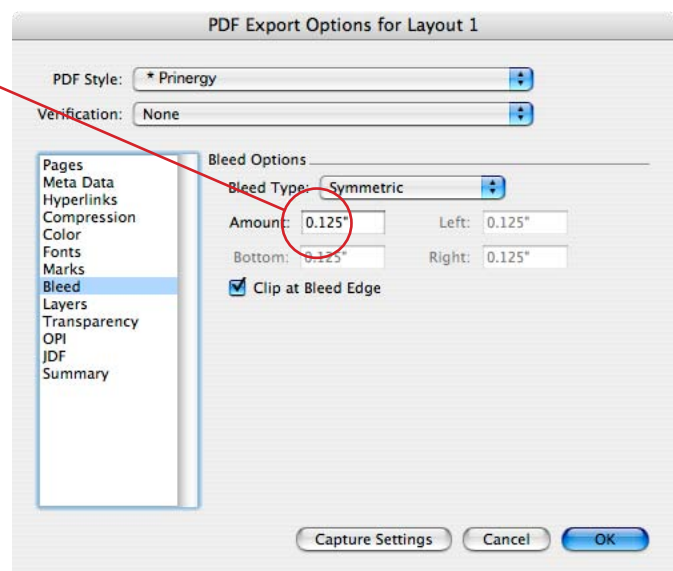 PDF Export Options for Layout 1
PDF Style: * Prinergy
Verification: None
Pages
Meta Data
Hyperlinks
Compression
Color
Fonts
Marks
Bleed
Layers
Transparency
OPI
JDF
Summary
Bleed Options
Bleed Type: Symmetric
Amount: 0.125" Left: 0.125"
Bottom: 0.125" Right: 0.125"
Clip at Bleed Edge
Capture Settings Cancel OK